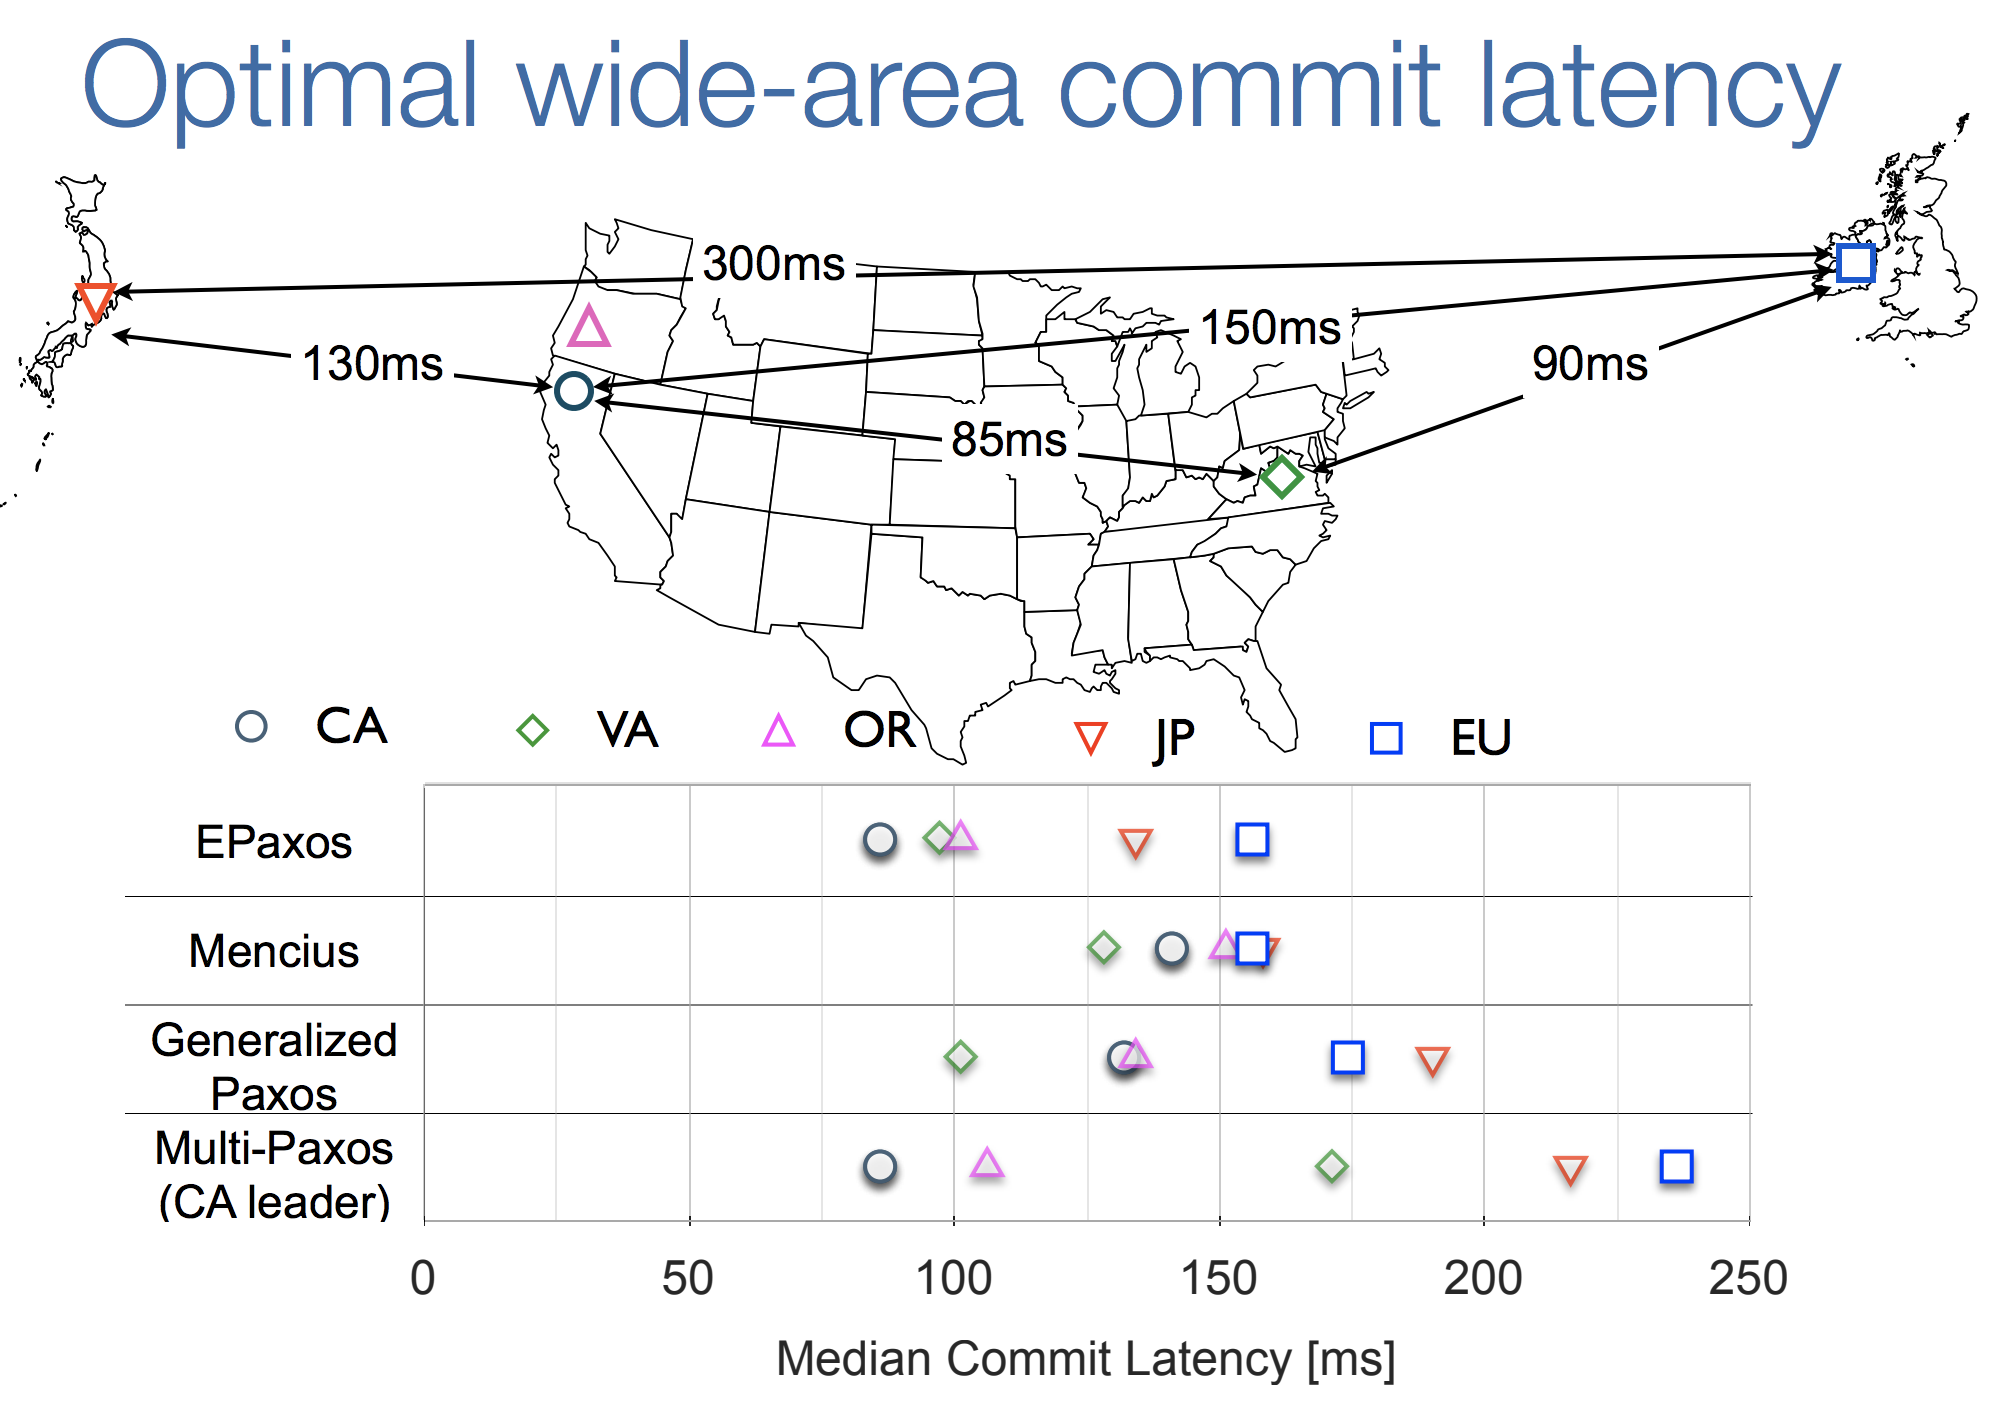 Optimal wide-area commit latency
300ms
150ms
130ms
90ms
85ms
CA VA OR JP EU
EPaxos
Mencius
Generalized
Paxos
Multi-Paxos
(CA leader)
0 50 100 150 200 250
Median Commit Latency [ms]